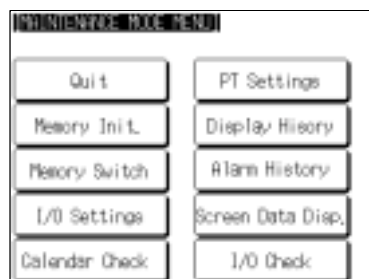 [MAINTENANCE MODE MENU]
Quit
PT Settings
Memory Init.
Display Hisory
Memory Switch
Alarm History
I/O Settings
Screen Data Disp.
Calendar Check
I/O Check